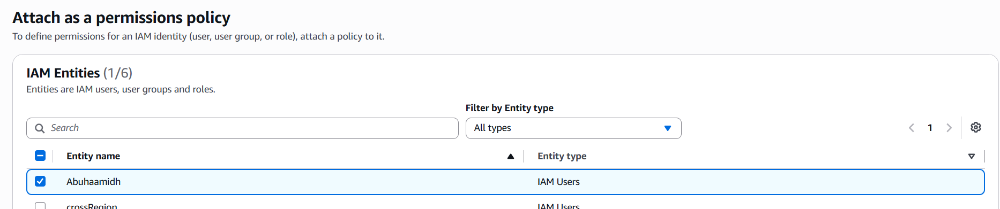 Attach as a permissions policy
To define permissions for an IAM identity (user, user group, or role), attach a policy to it.
IAM Entities (1/6)
Entities are IAM users, user groups and roles.
Filter by Entity type
Search
All types
1
Entity name Entity type
Abuhaamidh IAM Users
crossRegion IAM Users